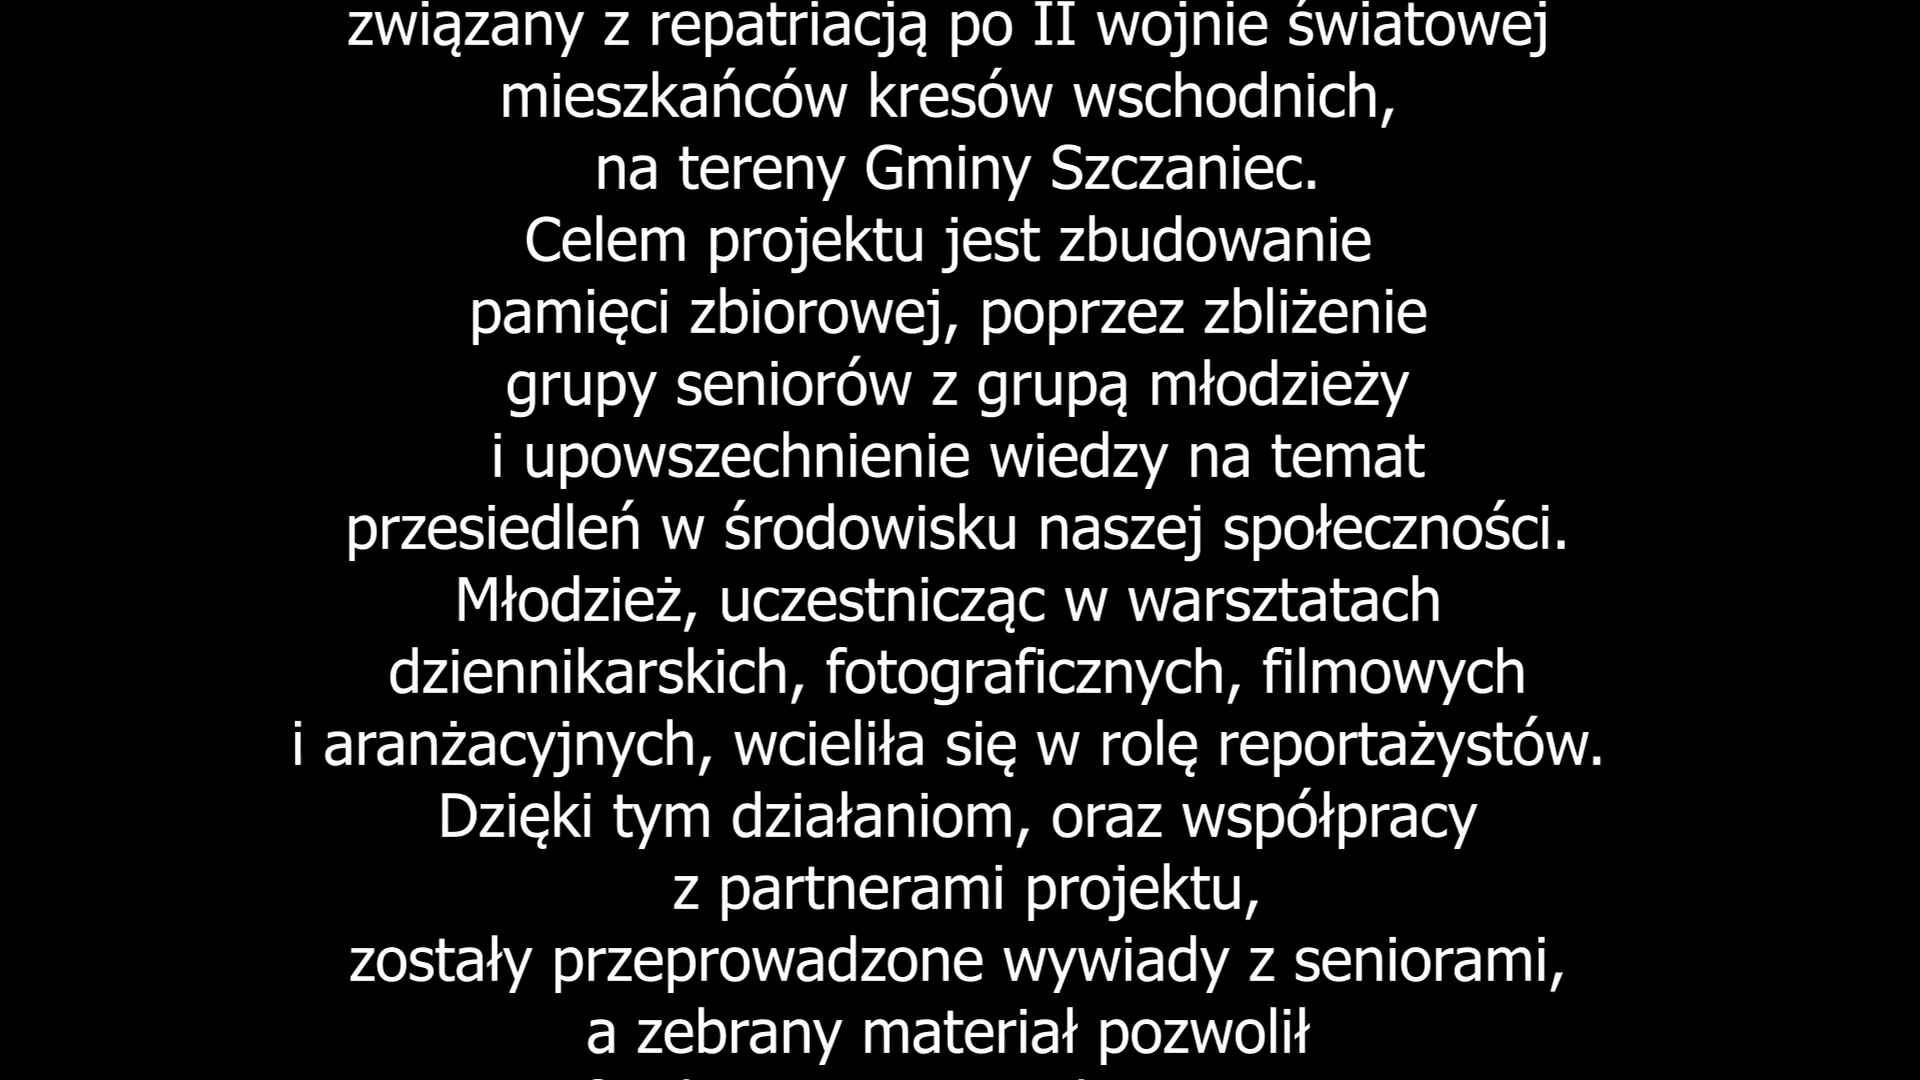 związany z repatriacją po II wojnie światowej
mieszkańców kresów wschodnich,
na tereny Gminy Szczaniec.
Celem projektu jest zbudowanie
pamięci zbiorowej, poprzez zbliżenie
grupy seniorów z grupą młodzieży
i upowszechnienie wiedzy na temat
przesiedleń w środowisku naszej społeczności.
Młodzież, uczestnicząc w warsztatach
dziennikarskich, fotograficznych, filmowych
i aranżacyjnych, wcieliła się w rolę reportażystów.
Dzięki tym działaniom, oraz współpracy
z partnerami projektu,
zostały przeprowadzone wywiady z seniorami,
a zebrany materiał pozwolił